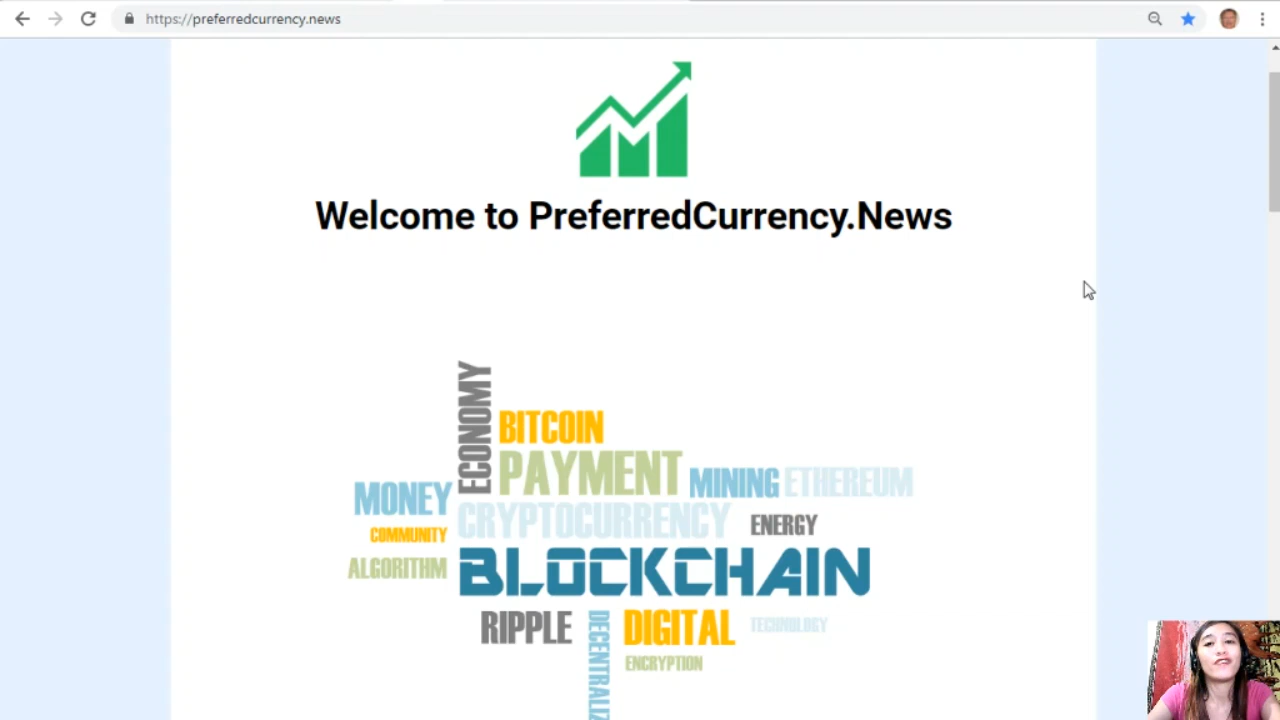 https://preferredcurrency.news
Welcome to PreferredCurrency.News
ECONOMY
BITCOIN
PAYMENT
MONEY
MINING
ETHEREUM
CRYPTOCURRENCY
ENERGY
COMMUNITY
BLOCKCHAIN
ALGORITHM
RIPPLE
DECENTRALIZ
DIGITAL
TECHNOLOGY
ENCRYPTION